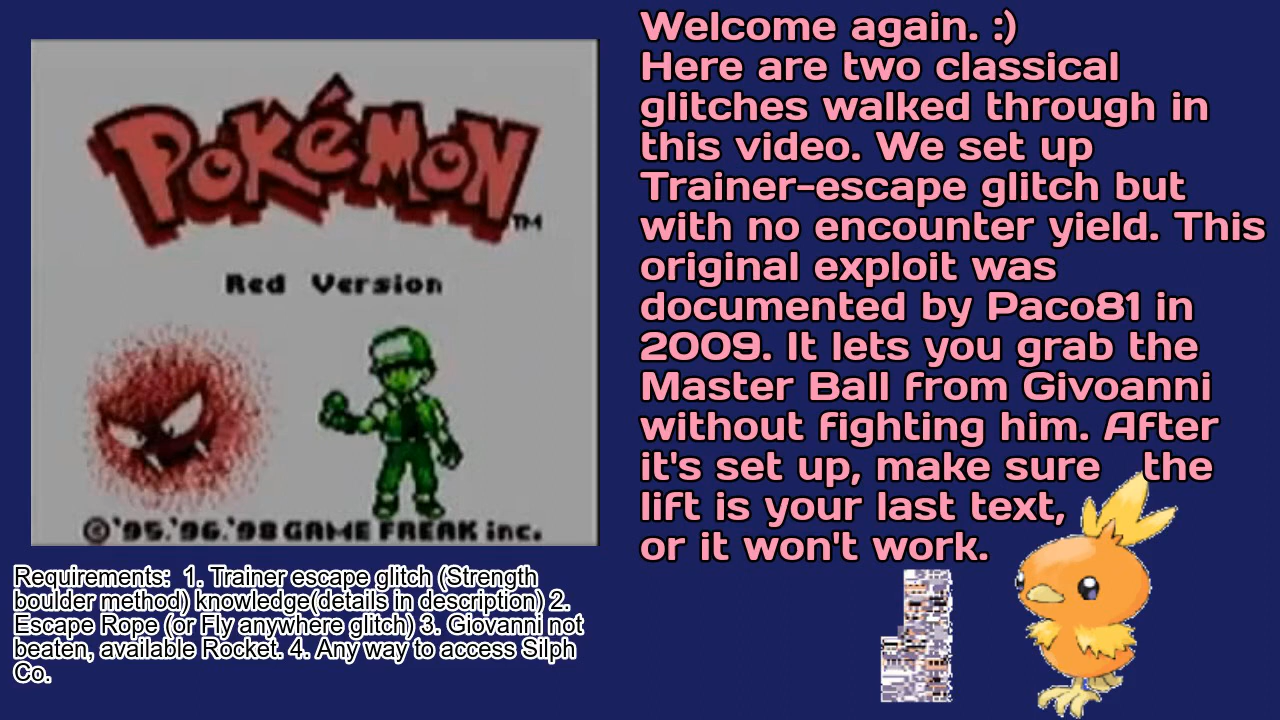 POKéMON
TM
Red Version
©'95.'96.'98 GAME FREAK inc.
Requirements:  1. Trainer escape glitch (Strength
boulder method) knowledge(details in description) 2.
Escape Rope (or Fly anywhere glitch) 3. Giovanni not
beaten, available Rocket. 4. Any way to access Silph
Co.
Welcome again. :)
Here are two classical
glitches walked through in
this video. We set up
Trainer-escape glitch but
with no encounter yield. This
original exploit was
documented by Paco81 in
2009. It lets you grab the
Master Ball from Givoanni
without fighting him. After
it's set up, make sure the
lift is your last text,
or it won't work.